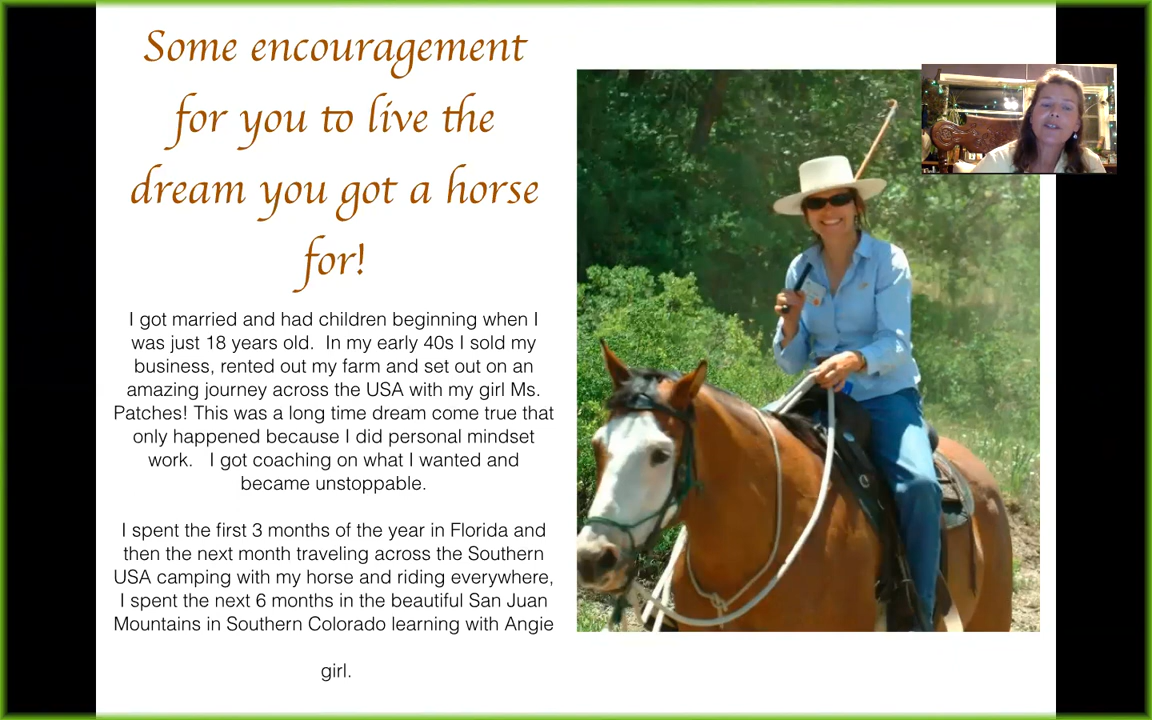 Some encouragement
for you to live the
dream you got a horse
for!
I got married and had children beginning when I
was just 18 years old.  In my early 40s I sold my
business, rented out my farm and set out on an
amazing journey across the USA with my girl Ms.
Patches! This was a long time dream come true that
only happened because I did personal mindset
work.   I got coaching on what I wanted and
became unstoppable.
I spent the first 3 months of the year in Florida and
then the next month traveling across the Southern
USA camping with my horse and riding everywhere,
I spent the next 6 months in the beautiful San Juan
Mountains in Southern Colorado learning with Angie
girl.